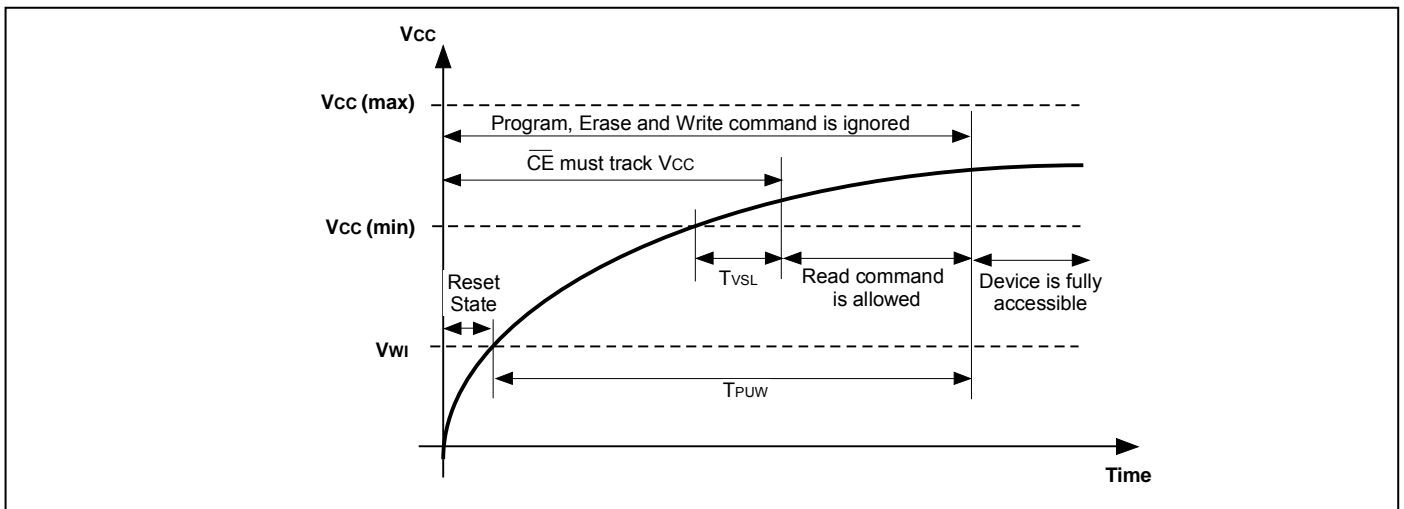 Vcc
Vcc (max)
Program, Erase and Write command is ignored
CE must track Vcc
Vcc (min)
Reset
State
TVSL
Read command
is allowed
Device is fully
accessible
VWI
TPUW
Time